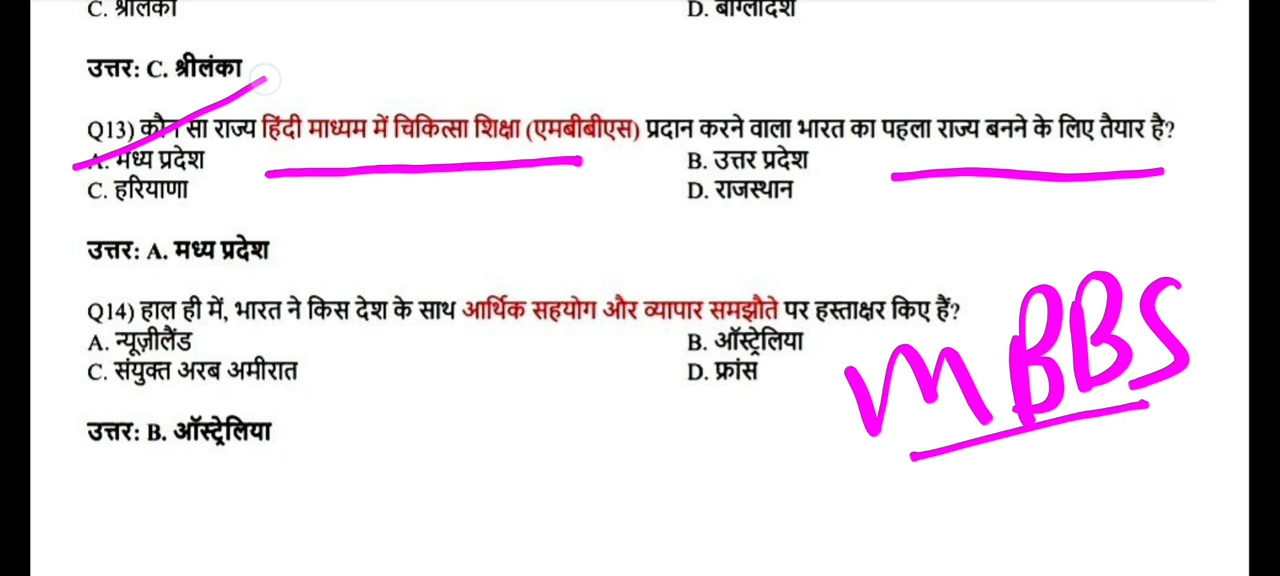 C. श्रीलंका D. बांग्लादेश
उत्तर: C. श्रीलंका
Q13) कौन सा राज्य हिंदी माध्यम में चिकित्सा शिक्षा (एमबीबीएस) प्रदान करने वाला भारत का पहला राज्य बनने के लिए तैयार है?
A. मध्य प्रदेश B. उत्तर प्रदेश
C. हरियाणा D. राजस्थान
उत्तर: A. मध्य प्रदेश
Q14) हाल ही में, भारत ने किस देश के साथ आर्थिक सहयोग और व्यापार समझौते पर हस्ताक्षर किए हैं?
A. न्यूज़ीलैंड B. ऑस्ट्रेलिया
C. संयुक्त अरब अमीरात D. फ्रांस
MBBS
उत्तर: B. ऑस्ट्रेलिया